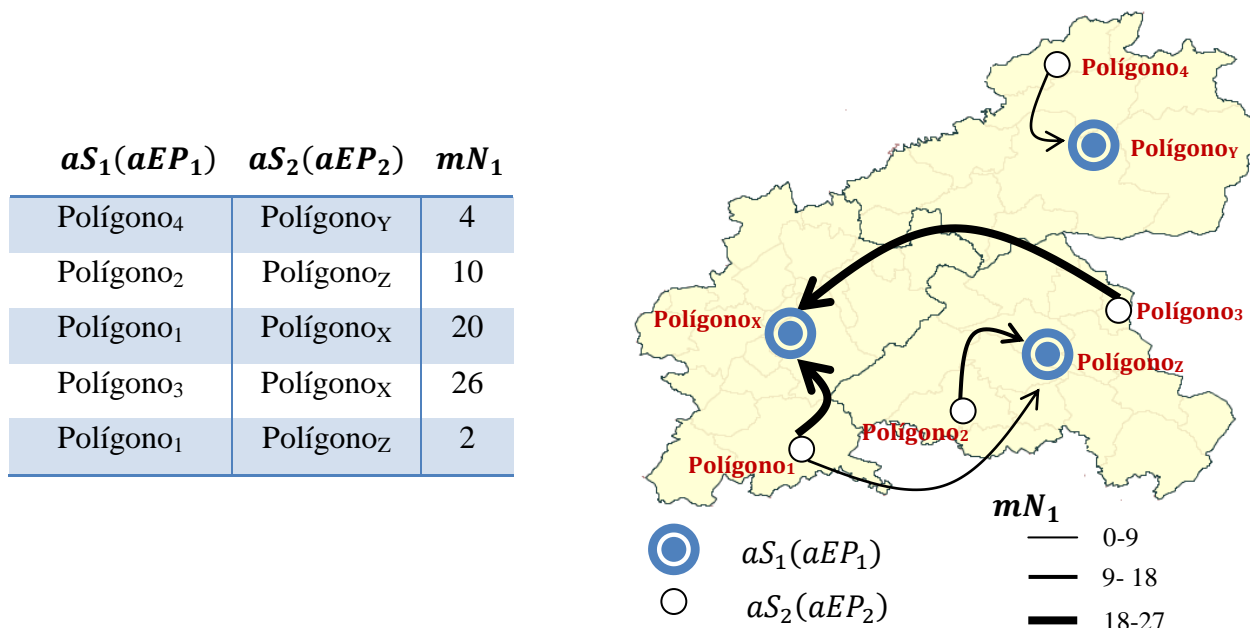 aS₁(aEP₁) aS₂(aEP₂) mN₁
Polígono₄ Polígono_Y 4
Polígono₂ Polígono_Z 10
Polígono₁ Polígono_X 20
Polígono₃ Polígono_X 26
Polígono₁ Polígono_Z 2
Polígono₄
Polígono_Y
Polígono_X
Polígono₃
Polígono_Z
Polígono₂
Polígono₁
mN₁
aS₁(aEP₁)
aS₂(aEP₂)
0-9
9- 18
18-27